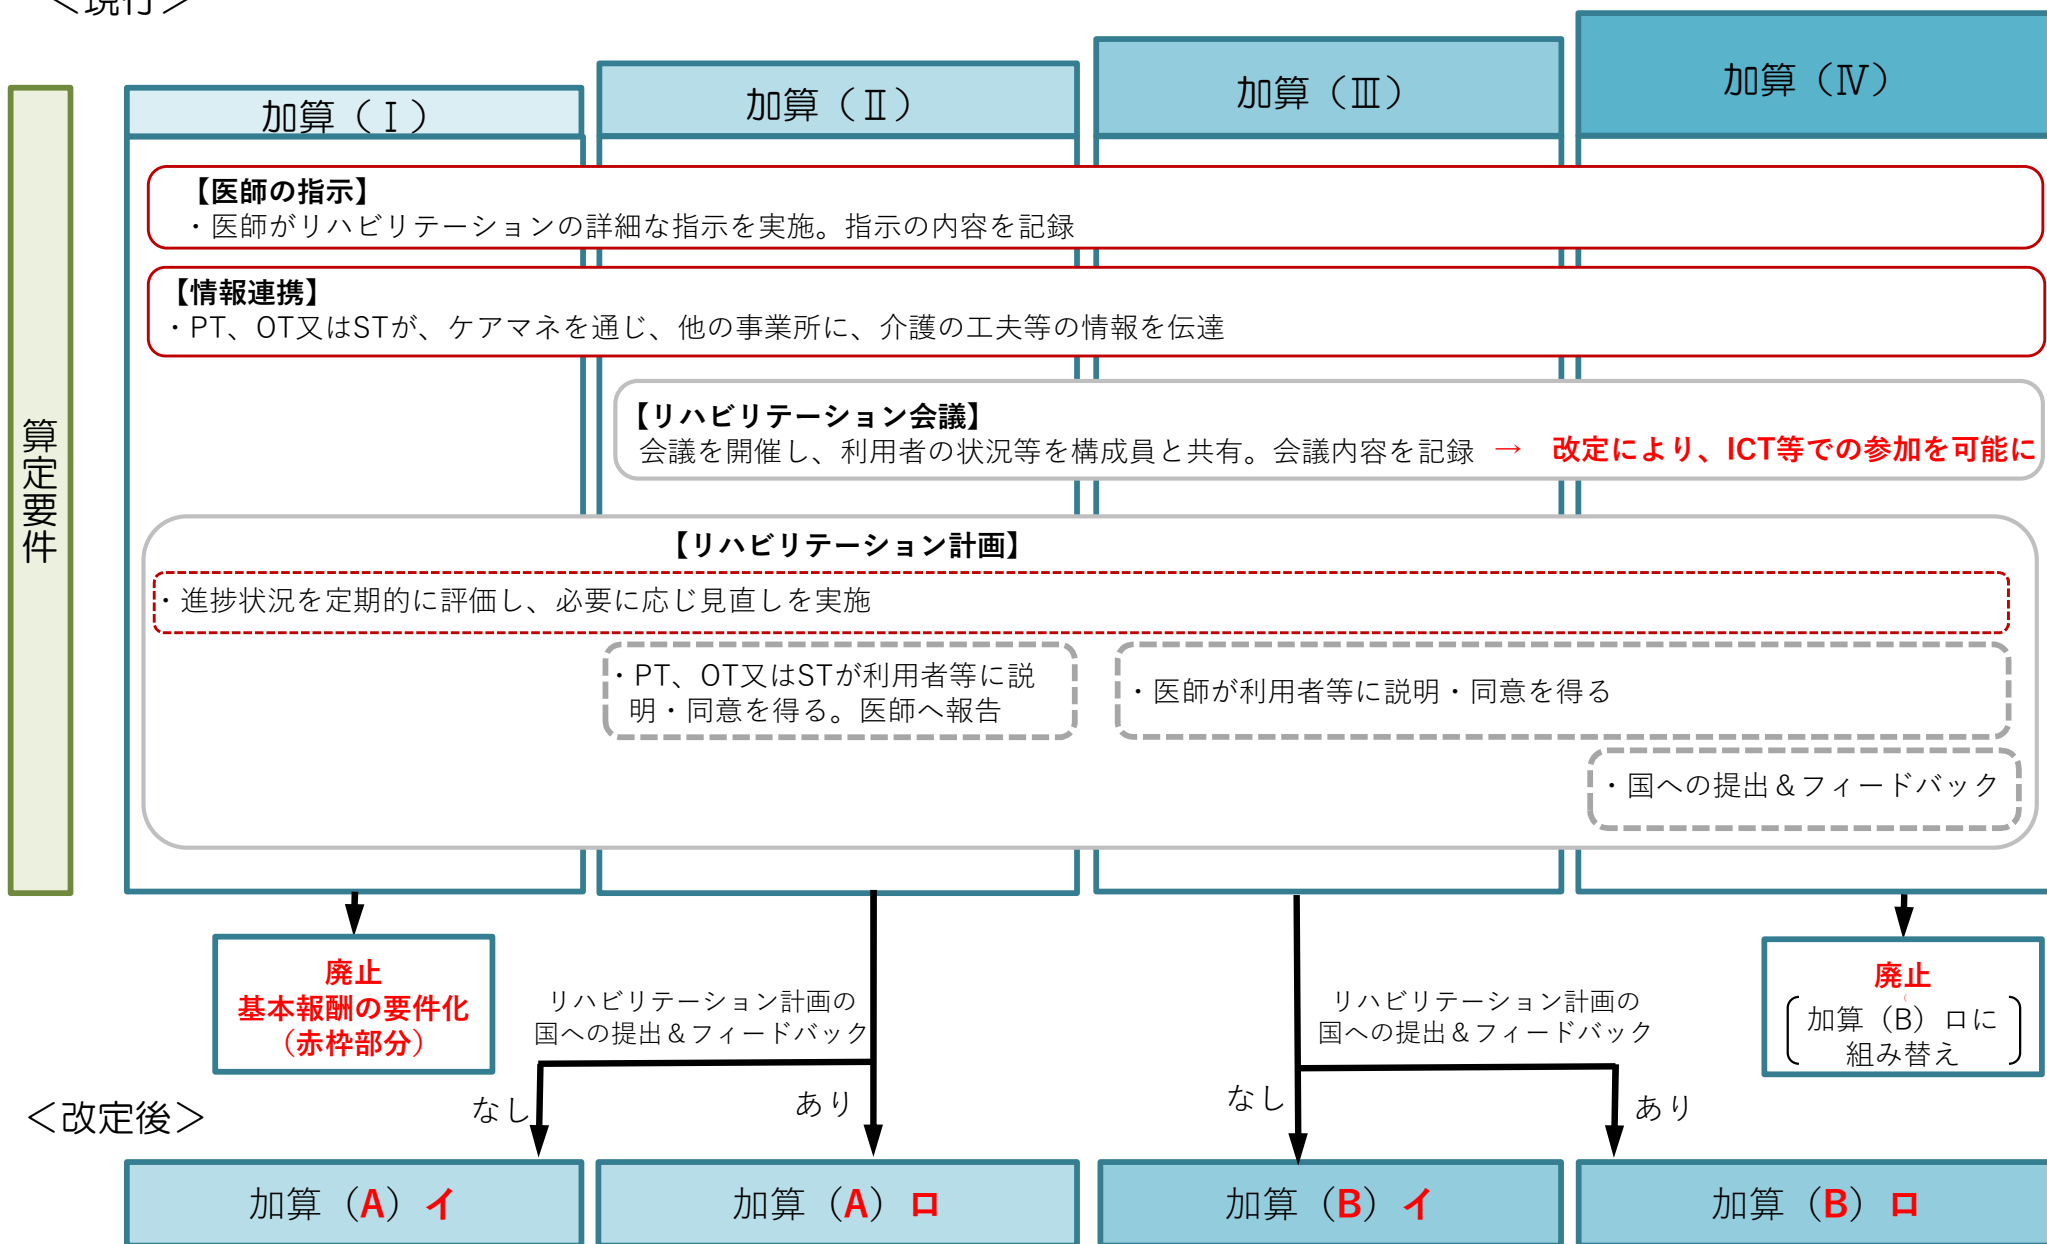 ＜現行＞
加算（Ⅰ）
加算（Ⅱ）
加算（Ⅲ）
加算（Ⅳ）
算定要件
【医師の指示】
・医師がリハビリテーションの詳細な指示を実施。指示の内容を記録
【情報連携】
・PT、OT又はSTが、ケアマネを通じ、他の事業所に、介護の工夫等の情報を伝達
【リハビリテーション会議】
会議を開催し、利用者の状況等を構成員と共有。会議内容を記録 → 改定により、ICT等での参加を可能に
【リハビリテーション計画】
・進捗状況を定期的に評価し、必要に応じ見直しを実施
・PT、OT又はSTが利用者等に説
明・同意を得る。医師へ報告
・医師が利用者等に説明・同意を得る
・国への提出＆フィードバック
廃止
基本報酬の要件化
（赤枠部分）
リハビリテーション計画の
国への提出＆フィードバック
なし
あり
リハビリテーション計画の
国への提出＆フィードバック
なし
あり
廃止
加算（B）ロに
組み替え
＜改定後＞
加算（A）イ
加算（A）ロ
加算（B）イ
加算（B）ロ